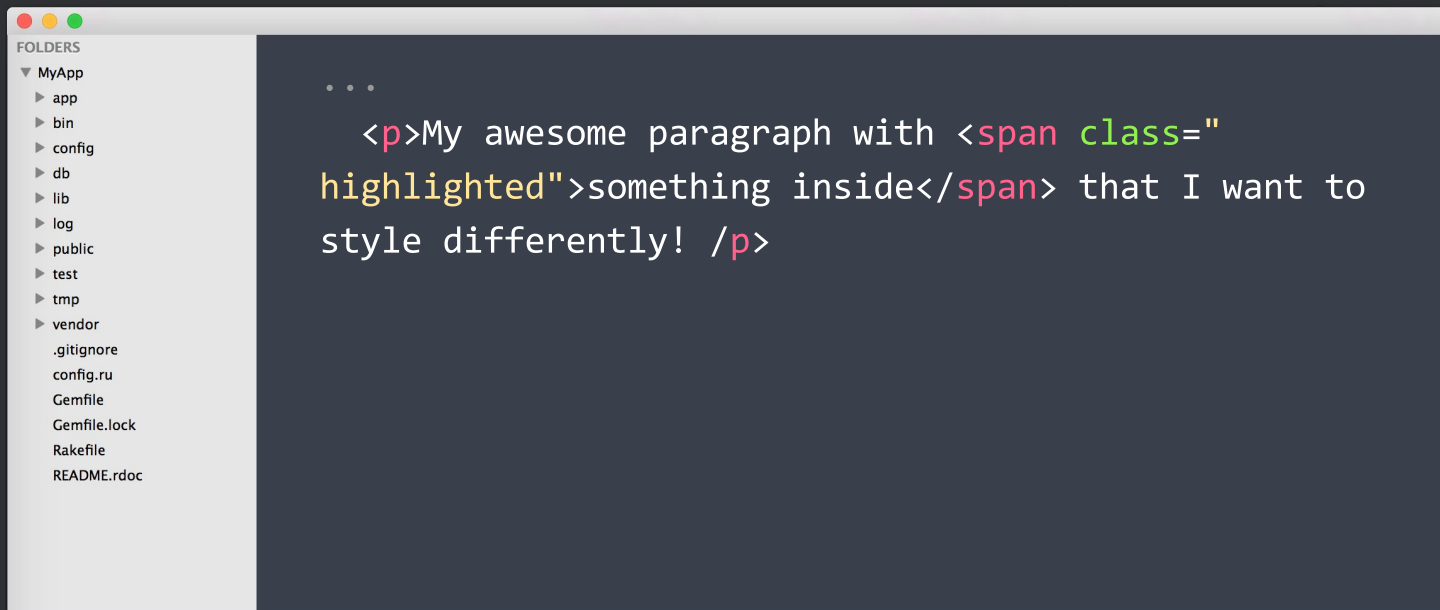 FOLDERS
MyApp
app
bin
config
db
lib
log
public
test
tmp
vendor
.gitignore
config.ru
Gemfile
Gemfile.lock
Rakefile
README.rdoc
...
<p>My awesome paragraph with <span class="
highlighted">something inside</span> that I want to
style differently! /p>